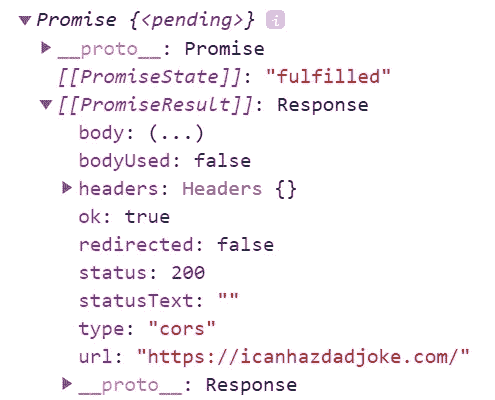 Promise {<pending>} i
__proto__: Promise
[[PromiseState]]: "fulfilled"
[[PromiseResult]]: Response
body: (...)
bodyUsed: false
headers: Headers {}
ok: true
redirected: false
status: 200
statusText: ""
type: "cors"
url: "https://icanhazdadjoke.com/"
__proto__: Response